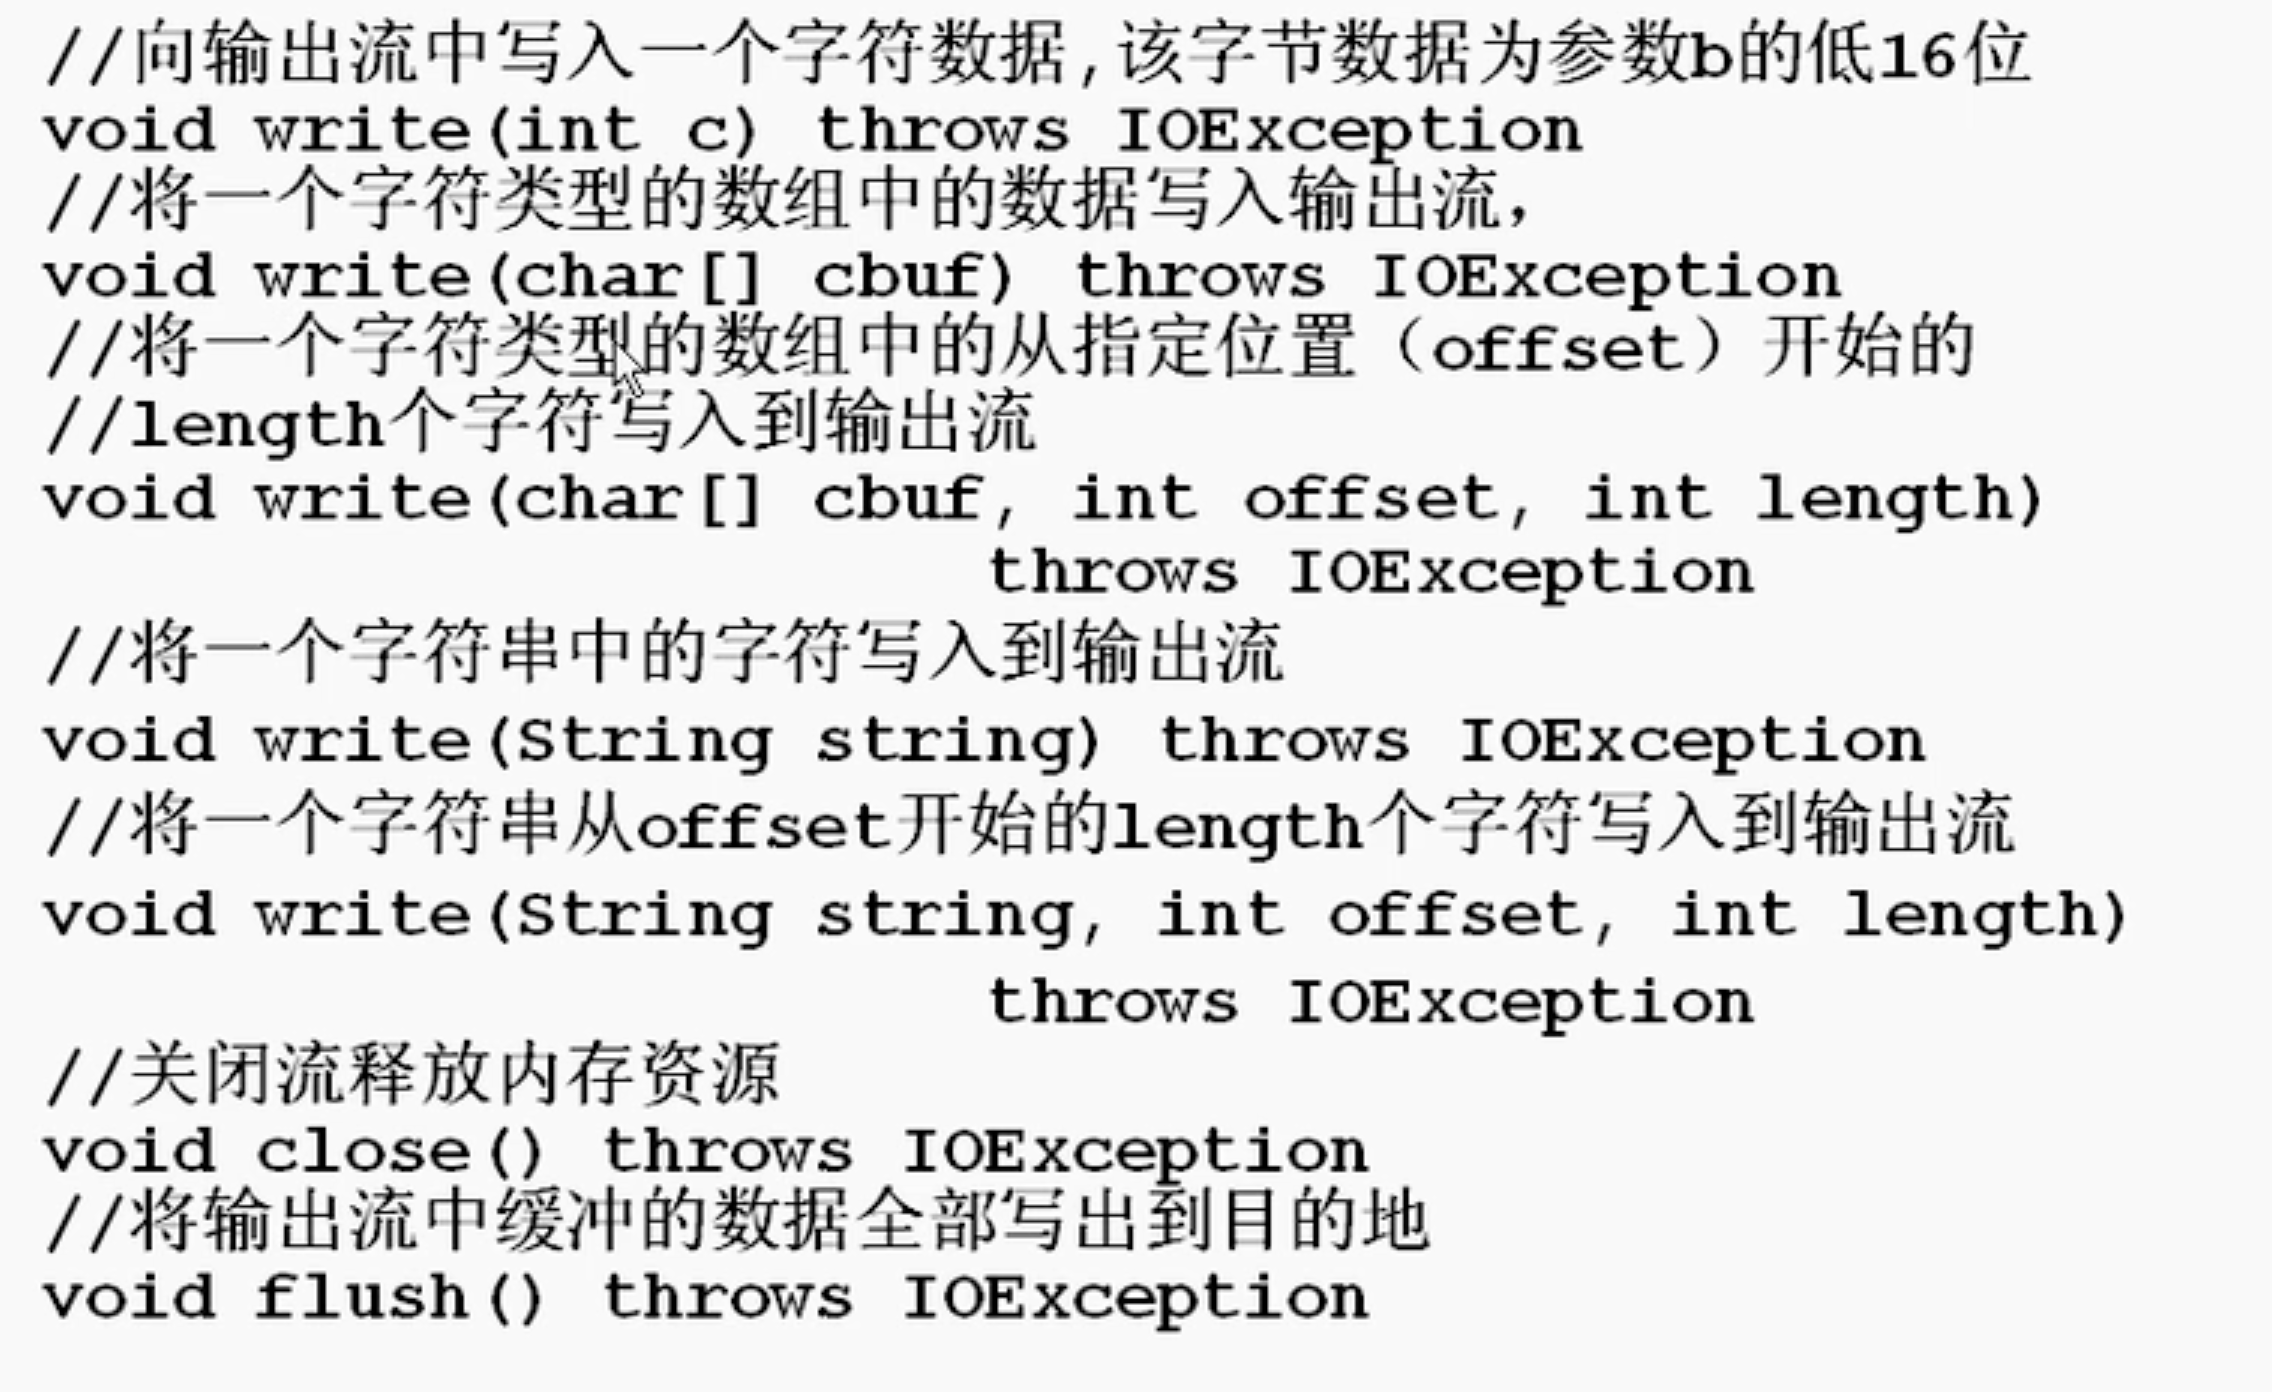 //向输出流中写入一个字符数据,该字节数据为参数b的低16位
void write(int c) throws IOException
//将一个字符类型的数组中的数据写入输出流，
void write(char[] cbuf) throws IOException
//将一个字符类型的数组中的从指定位置（offset）开始的
//length个字符写入到输出流
void write(char[] cbuf, int offset, int length)
throws IOException
//将一个字符串中的字符写入到输出流
void write(String string) throws IOException
//将一个字符串从offset开始的length个字符写入到输出流
void write(String string, int offset, int length)
throws IOException
//关闭流释放内存资源
void close() throws IOException
//将输出流中缓冲的数据全部写出到目的地
void flush() throws IOException